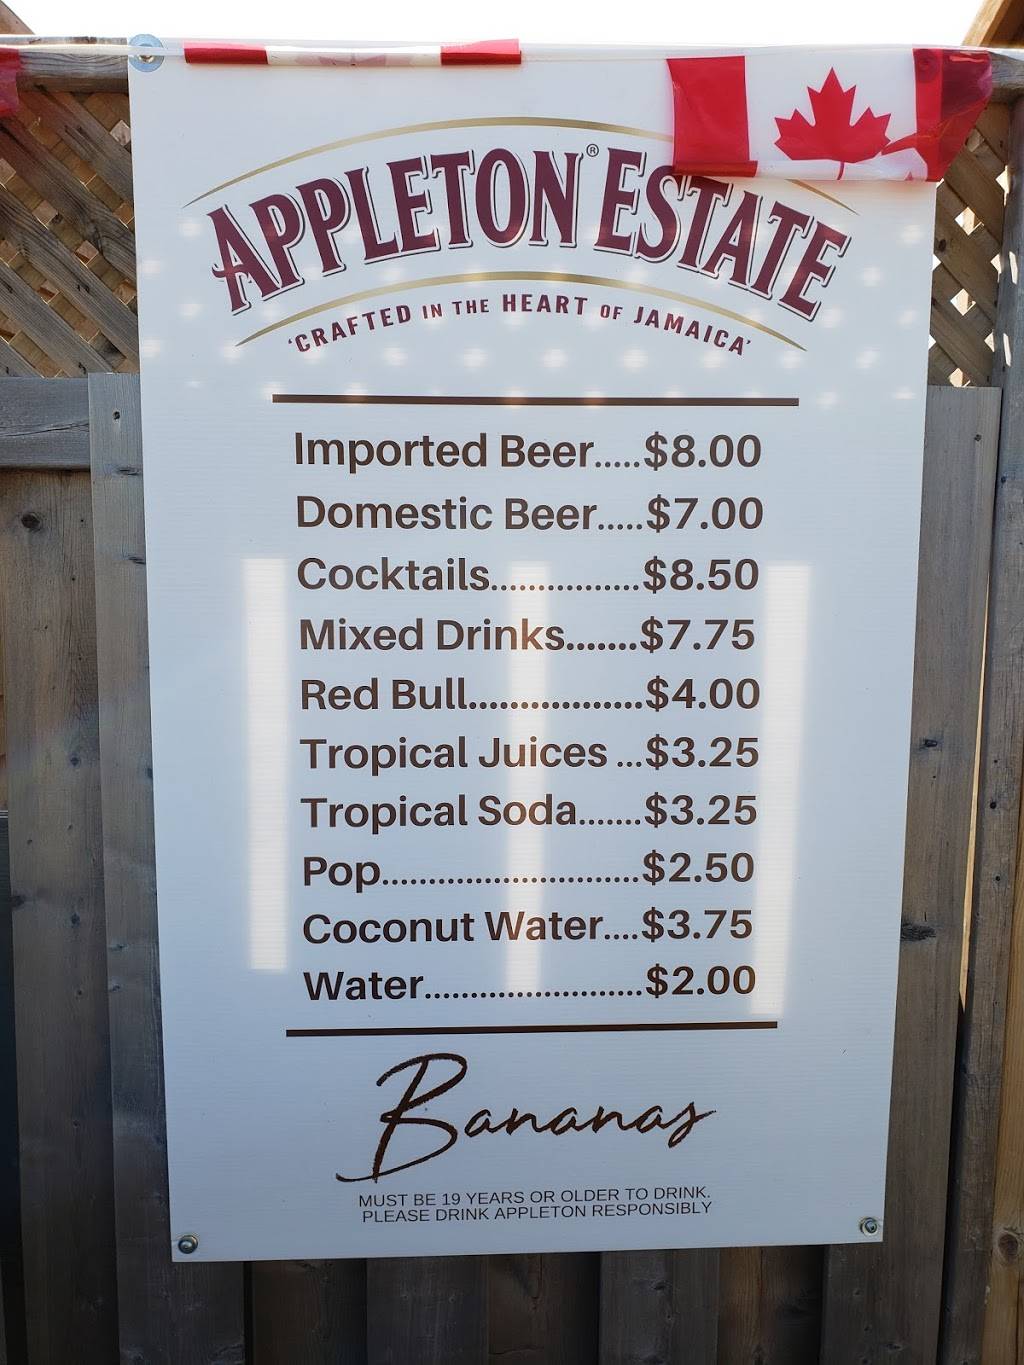 APPLETON® ESTATE
'CRAFTED IN THE HEART OF JAMAICA'
Imported Beer.....$8.00
Domestic Beer.....$7.00
Cocktails................$8.50
Mixed Drinks.......$7.75
Red Bull...................$4.00
Tropical Juices ...$3.25
Tropical Soda.......$3.25
Pop............................$2.50
Coconut Water....$3.75
Water........................$2.00
Bananas
MUST BE 19 YEARS OR OLDER TO DRINK.
PLEASE DRINK APPLETON RESPONSIBLY